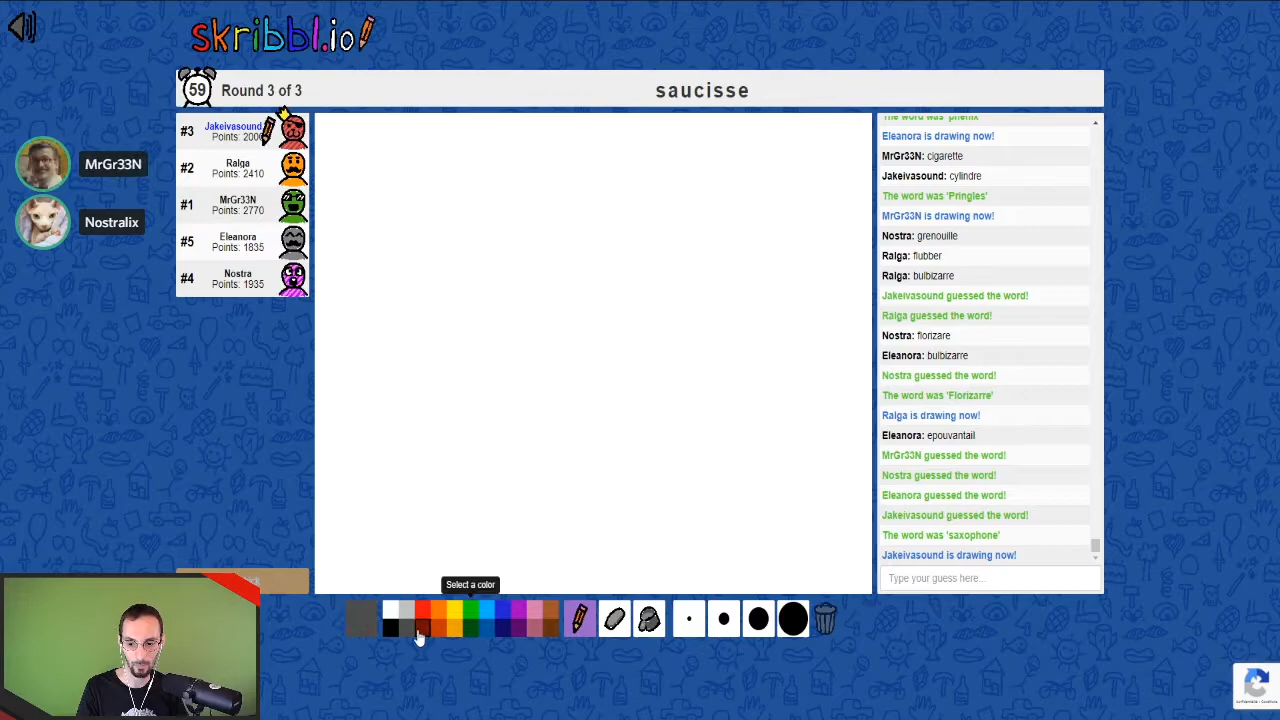 skribbl.io
59
Round 3 of 3
saucisse
#3
Jakeivasound
#2
Ralga
Points: 2410
#1
MrGr33N
Points: 2770
#5
Eleanora
Points: 1835
#4
Nostra
Points: 1935
MrGr33N
Nostralix
The word was 'phenix'
Eleanora is drawing now!
MrGr33N: cigarette
Jakeivasound: cylindre
The word was 'Pringles'
MrGr33N is drawing now!
Nostra: grenouille
Ralga: flubber
Ralga: bulbizarre
Jakeivasound guessed the word!
Ralga guessed the word!
Nostra: florizare
Eleanora: bulbizarre
Nostra guessed the word!
The word was 'Florizarre'
Ralga is drawing now!
Eleanora: epouvantail
MrGr33N guessed the word!
Nostra guessed the word!
Eleanora guessed the word!
Jakeivasound guessed the word!
The word was 'saxophone'
Jakeivasound is drawing now!
Type your guess here...
Select a color